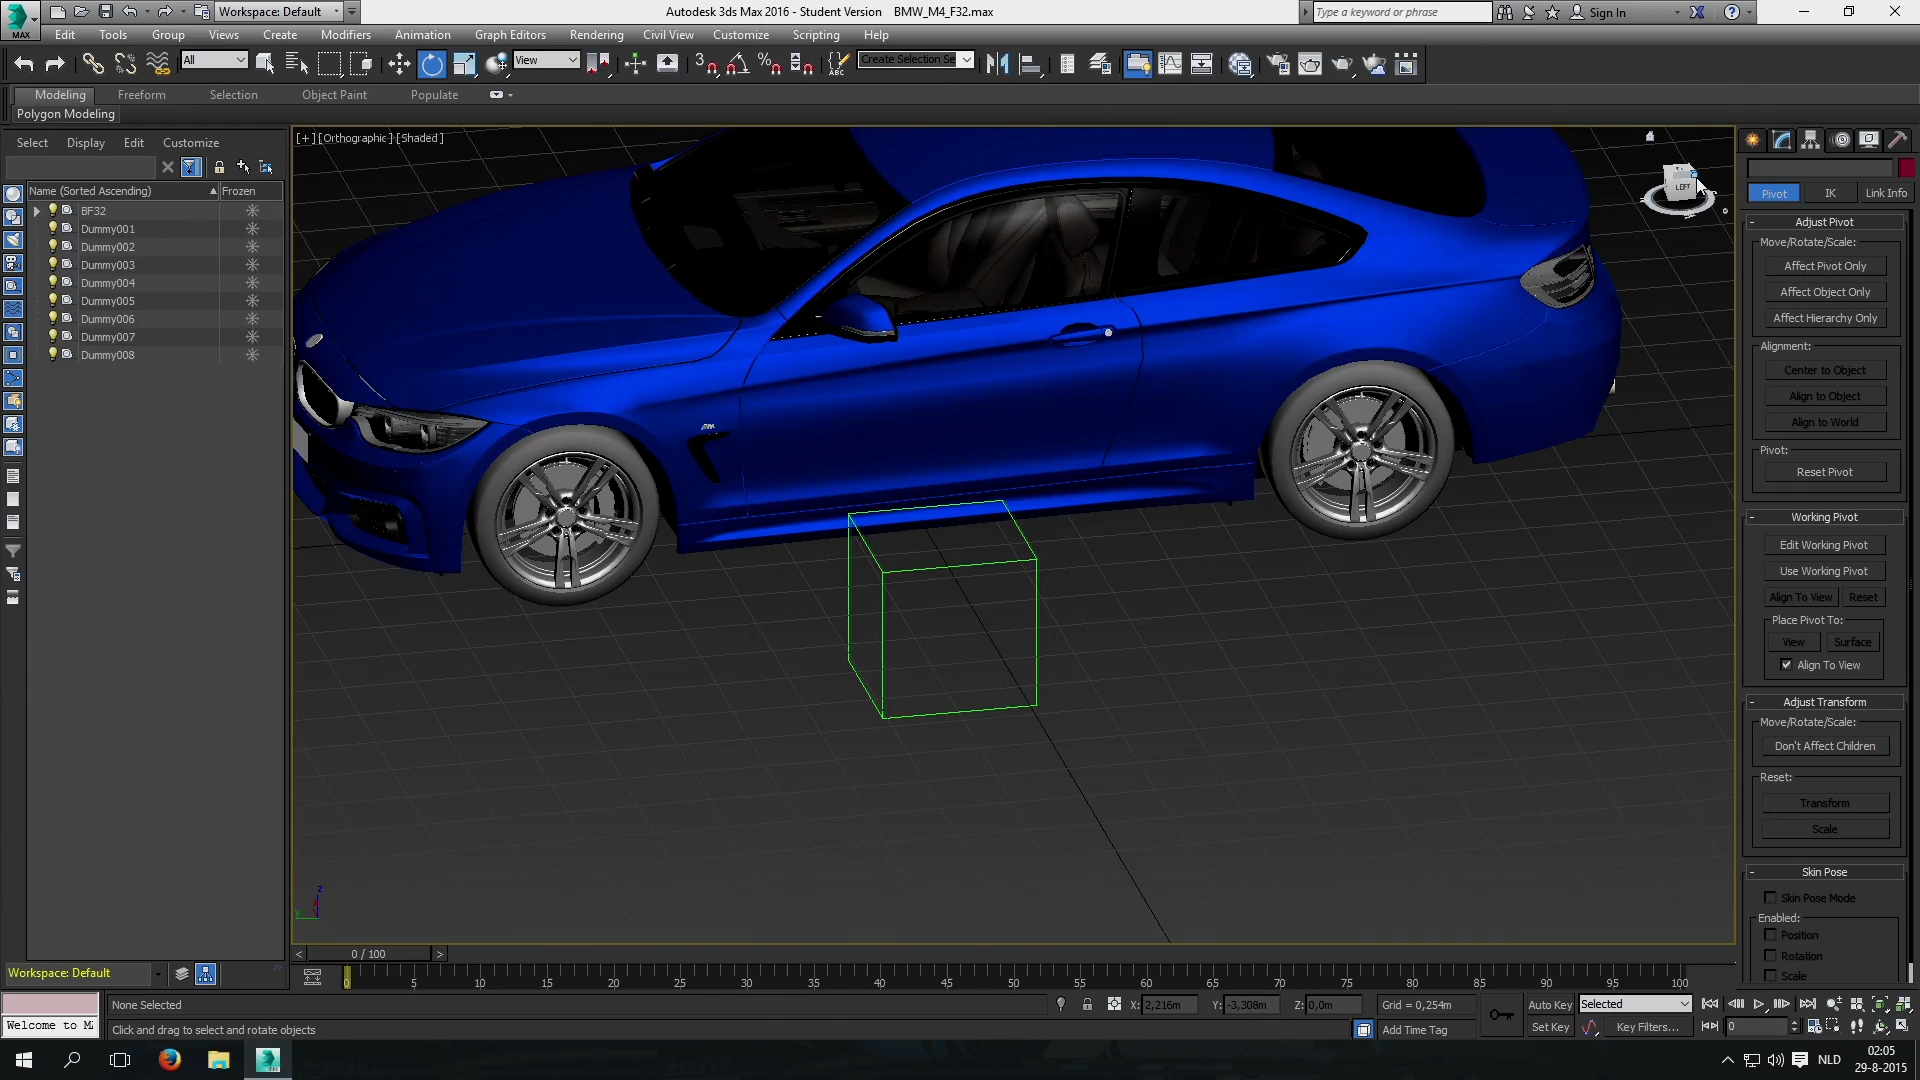 MAX
Workspace: Default
Autodesk 3ds Max 2016 - Student Version BMW_M4_F32.max
Type a keyword or phrase
Sign In
Edit Tools Group Views Create Modifiers Animation Graph Editors Rendering Civil View Customize Scripting Help
All
View
3
ABC
Create Selection Se
Modeling Freeform Selection Object Paint Populate
Polygon Modeling
Select Display Edit Customize
Name (Sorted Ascending) Frozen
BF32
Dummy001
Dummy002
Dummy003
Dummy004
Dummy005
Dummy006
Dummy007
Dummy008
[+] [Orthographic] [Shaded]
LEFT
z
y
Pivot IK Link Info
- Adjust Pivot
Move/Rotate/Scale:
Affect Pivot Only
Affect Object Only
Affect Hierarchy Only
Alignment:
Center to Object
Align to Object
Align to World
Pivot:
Reset Pivot
- Working Pivot
Edit Working Pivot
Use Working Pivot
Align To View Reset
Place Pivot To:
View Surface
Align To View
- Adjust Transform
Move/Rotate/Scale:
Don't Affect Children
Reset:
Transform
Scale
- Skin Pose
Skin Pose Mode
Enabled:
Position
Rotation
Scale
< 0 / 100 >
Workspace: Default
0 5 10 15 20 25 30 35 40 45 50 55 60 65 70 75 80 85 90 95 100
None Selected
X: 2,216m Y: -3,308m Z: 0,0m Grid = 0,254m
Auto Key Selected
Welcome to M
Click and drag to select and rotate objects
Add Time Tag
Set Key Key Filters...
0
NLD
02:05
29-8-2015